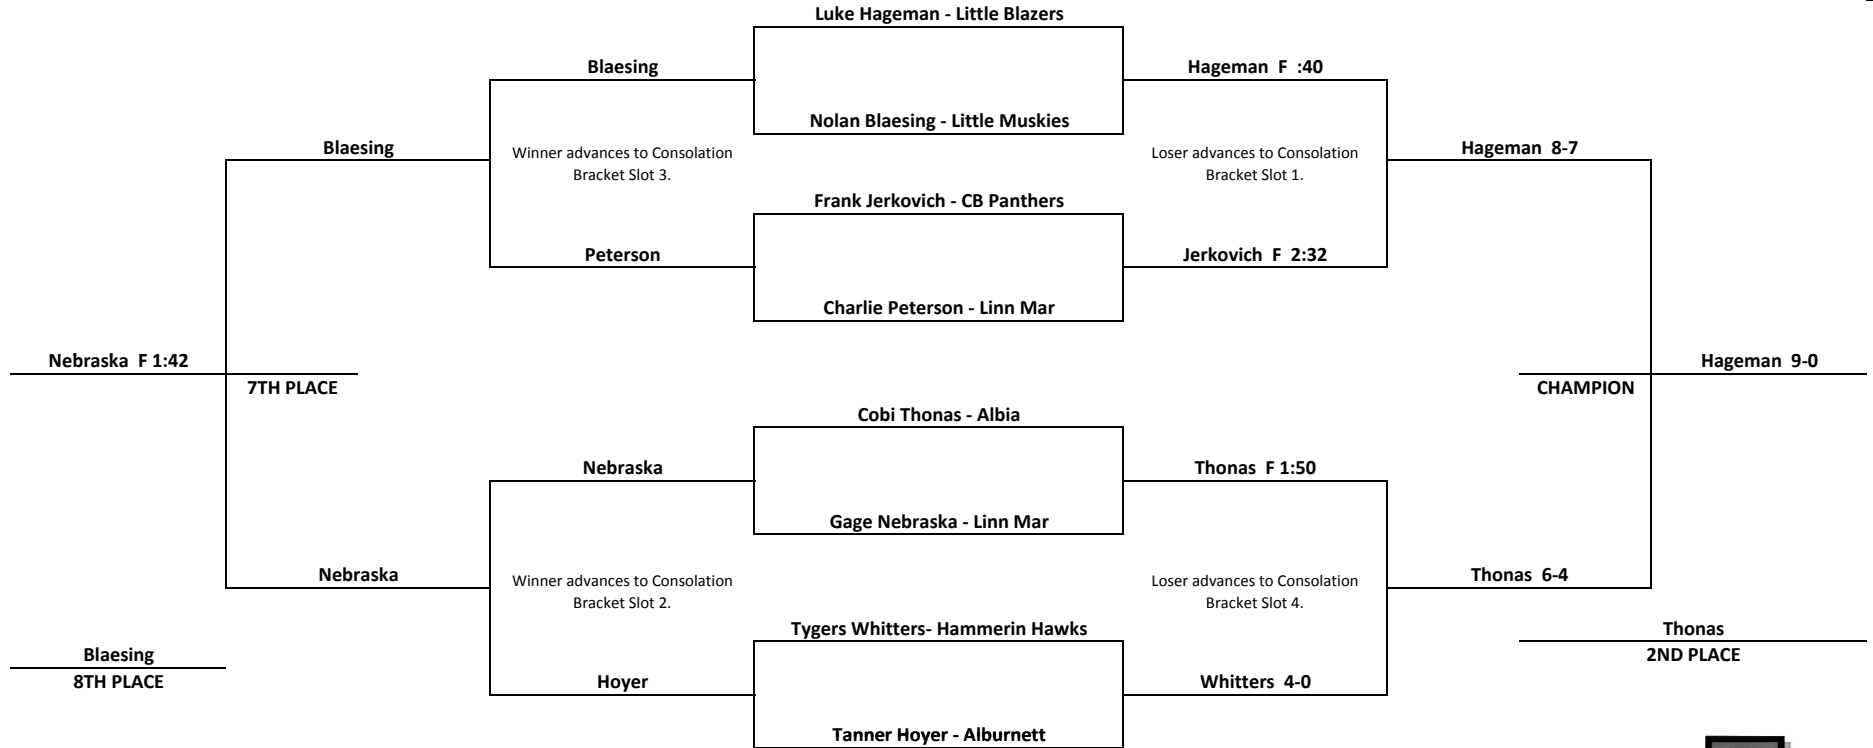 Luke Hageman - Little Blazers
Blaesing
Hageman  F  :40
Nolan Blaesing - Little Muskies
Blaesing
Winner advances to Consolation
Bracket Slot 3.
Loser advances to Consolation
Bracket Slot 1.
Hageman  8-7
Frank Jerkovich - CB Panthers
Peterson
Jerkovich  F  2:32
Charlie Peterson - Linn Mar
Nebraska  F 1:42
7TH PLACE
Hageman  9-0
CHAMPION
Cobi Thonas - Albia
Nebraska
Thonas  F 1:50
Gage Nebraska - Linn Mar
Nebraska
Winner advances to Consolation
Bracket Slot 2.
Loser advances to Consolation
Bracket Slot 4.
Thonas  6-4
Tygers Whitters- Hammerin Hawks
Blaesing
8TH PLACE
Hoyer
Whitters  4-0
Thonas
2ND PLACE
Tanner Hoyer - Alburnett